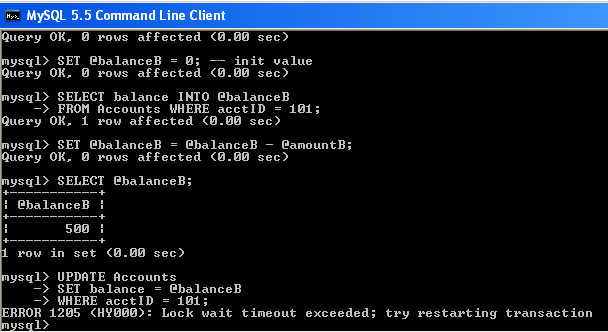 MySQL 5.5 Command Line Client
Query OK, 0 rows affected (0.00 sec)
mysql> SET @balanceB = 0; -- init value
Query OK, 0 rows affected (0.00 sec)
mysql> SELECT balance INTO @balanceB
-> FROM Accounts WHERE acctID = 101;
Query OK, 1 row affected (0.00 sec)
mysql> SET @balanceB = @balanceB - @amountB;
Query OK, 0 rows affected (0.00 sec)
mysql> SELECT @balanceB;
+-----------+
| @balanceB |
+-----------+
|       500 |
+-----------+
1 row in set (0.00 sec)
mysql> UPDATE Accounts
-> SET balance = @balanceB
-> WHERE acctID = 101;
ERROR 1205 (HY000): Lock wait timeout exceeded; try restarting transaction
mysql>